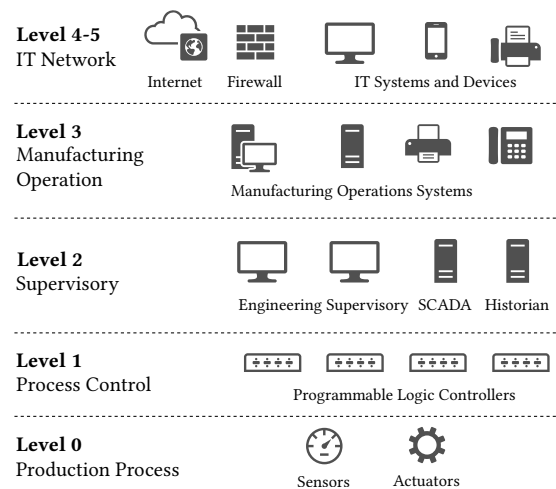 Level 4-5
IT Network
Internet Firewall IT Systems and Devices
Level 3
Manufacturing
Operation
Manufacturing Operations Systems
Level 2
Supervisory
Engineering Supervisory SCADA Historian
Level 1
Process Control
Programmable Logic Controllers
Level 0
Production Process
Sensors Actuators